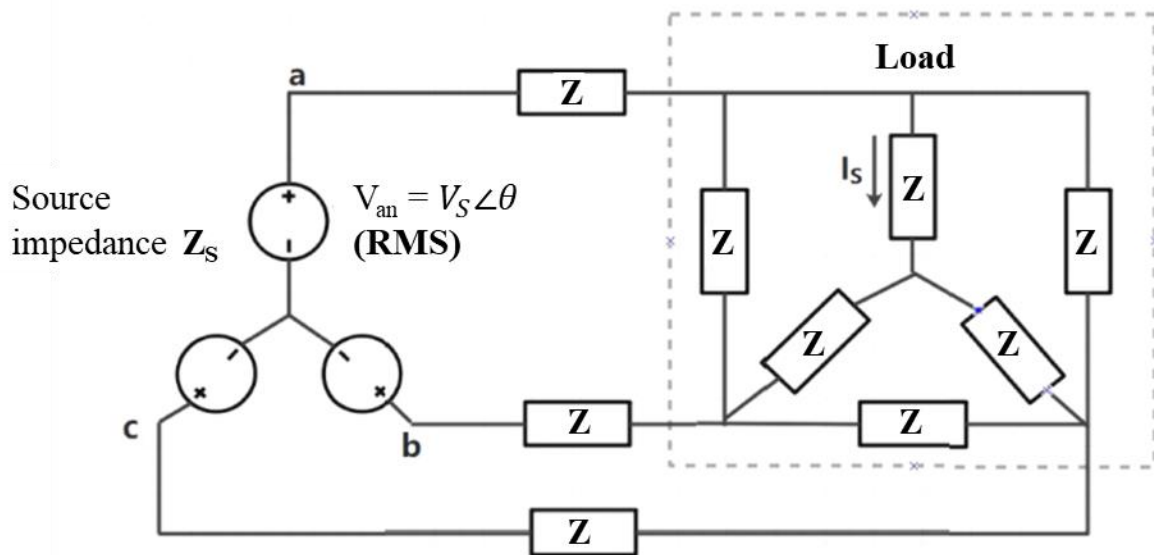 Load
a
Z
Source
impedance Z_S
V_an = V_S∠θ
(RMS)
I_S
Z
Z
Z
Z
Z
c
b
Z
Z
Z